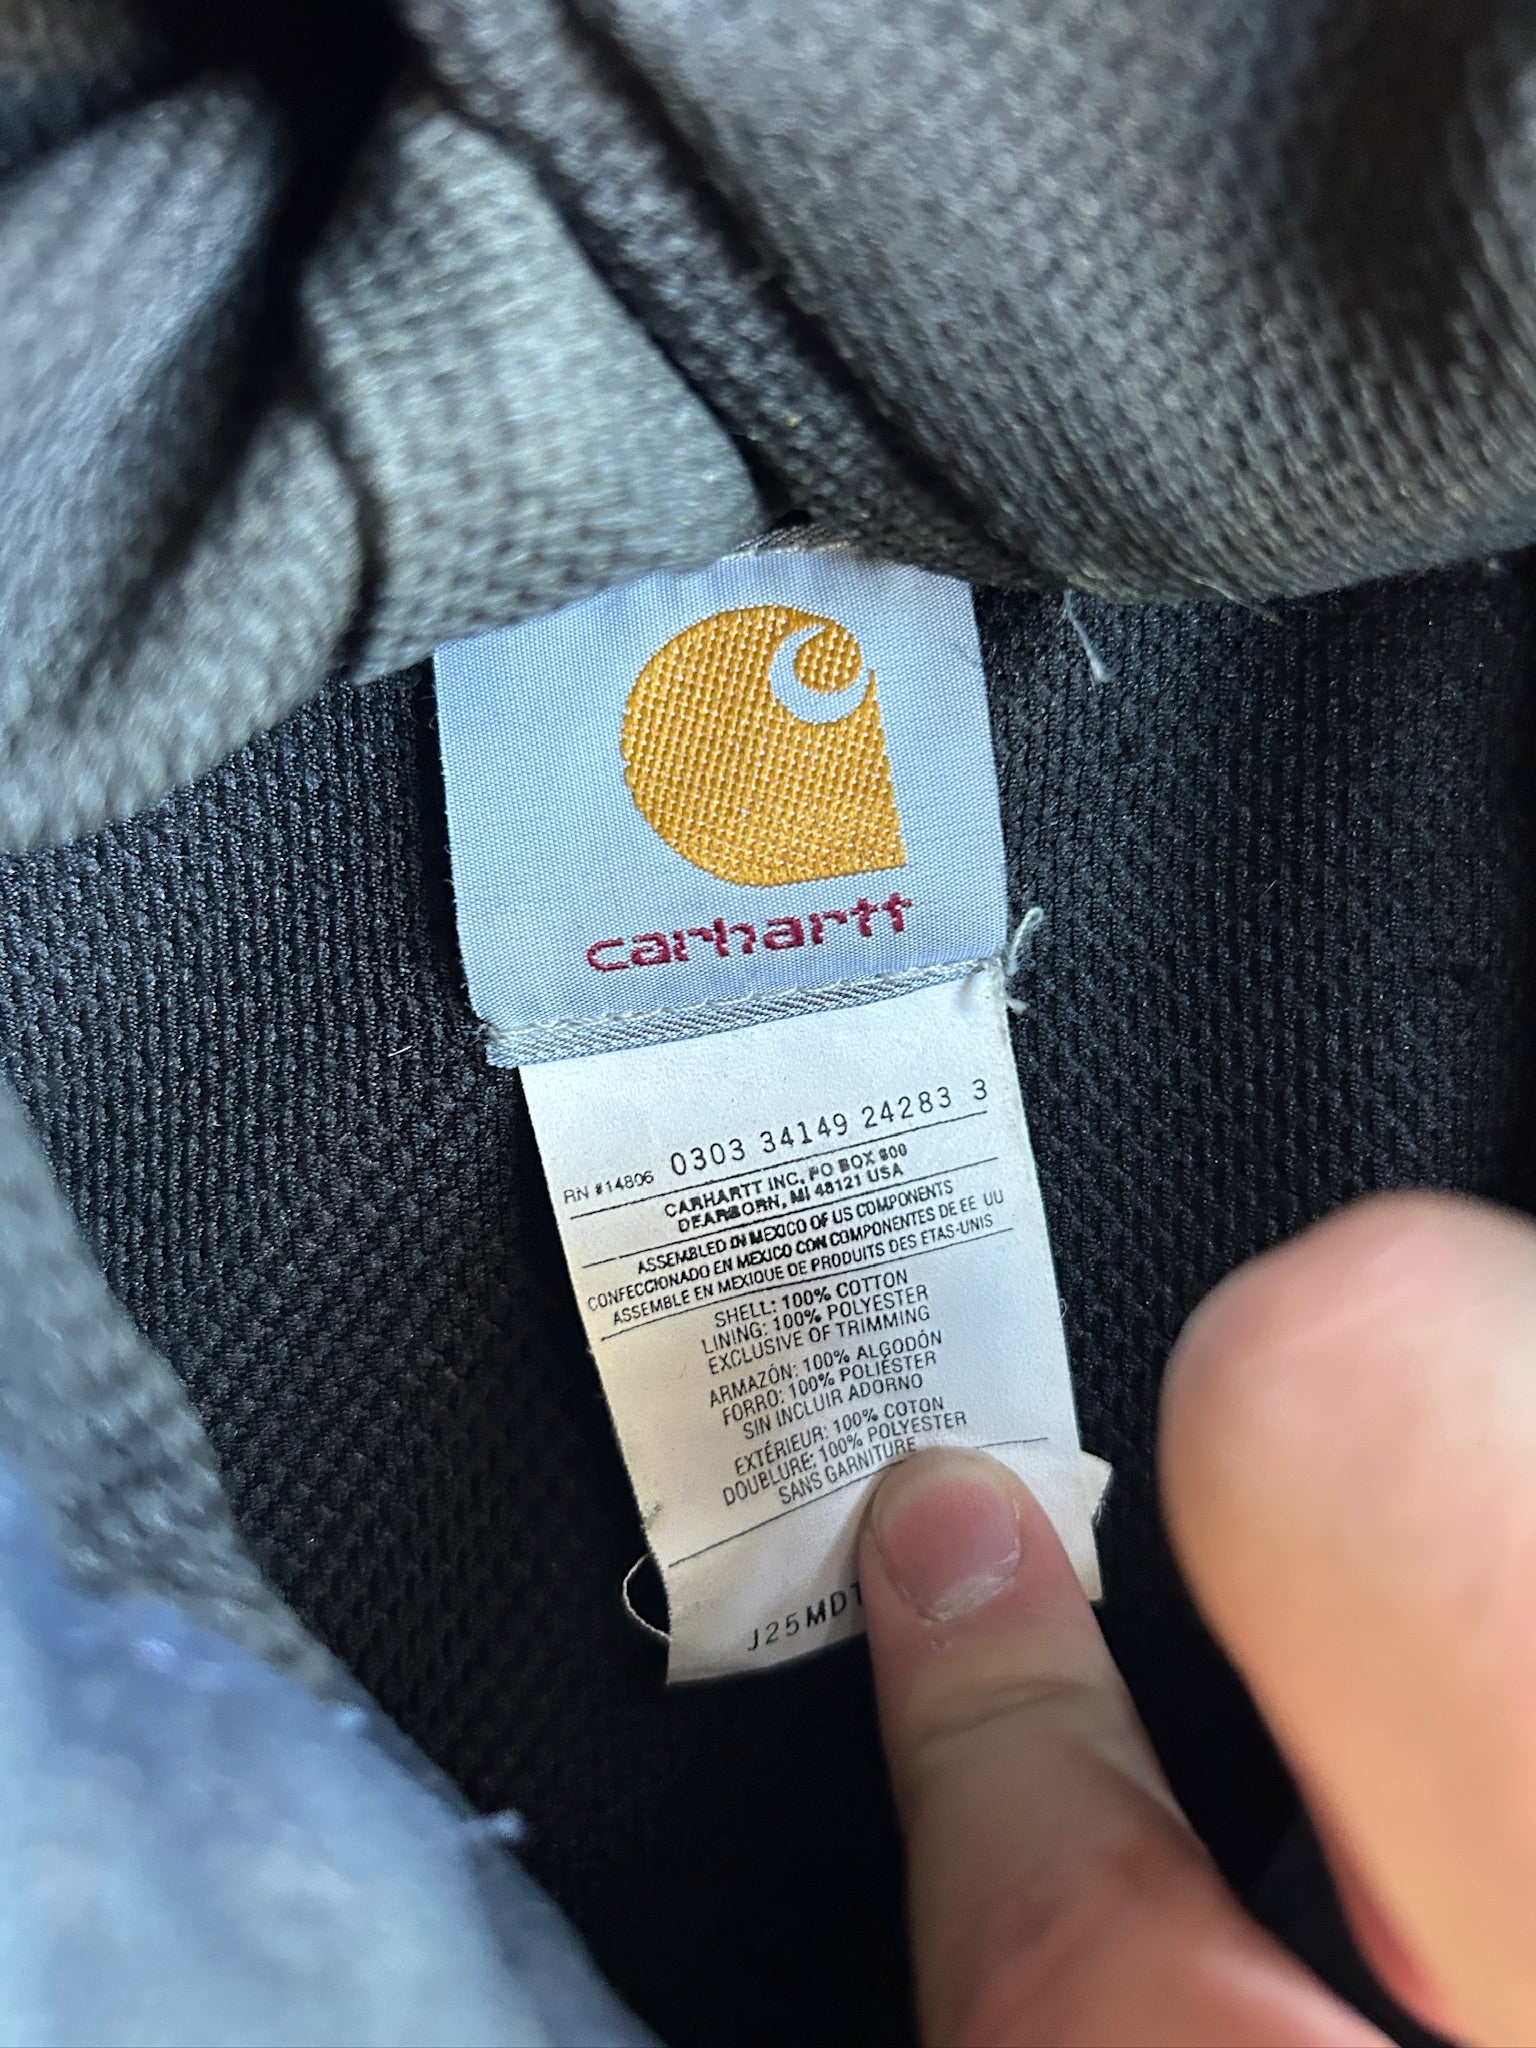 carhartt
RN #14806 0303 34149 24283 3
CARHARTT INC, PO BOX 600
DEARBORN, MI 48121 USA
ASSEMBLED IN MEXICO OF US COMPONENTS
CONFECCIONADO EN MEXICO CON COMPONENTES DE EE UU
ASSEMBLE EN MEXIQUE DE PRODUITS DES ETAS-UNIS
SHELL: 100% COTTON
LINING: 100% POLYESTER
EXCLUSIVE OF TRIMMING
ARMAZÓN: 100% ALGODÓN
FORRO: 100% POLIÉSTER
SIN INCLUIR ADORNO
EXTÉRIEUR: 100% COTON
DOUBLURE: 100% POLYESTER
SANS GARNITURE
J25MDT